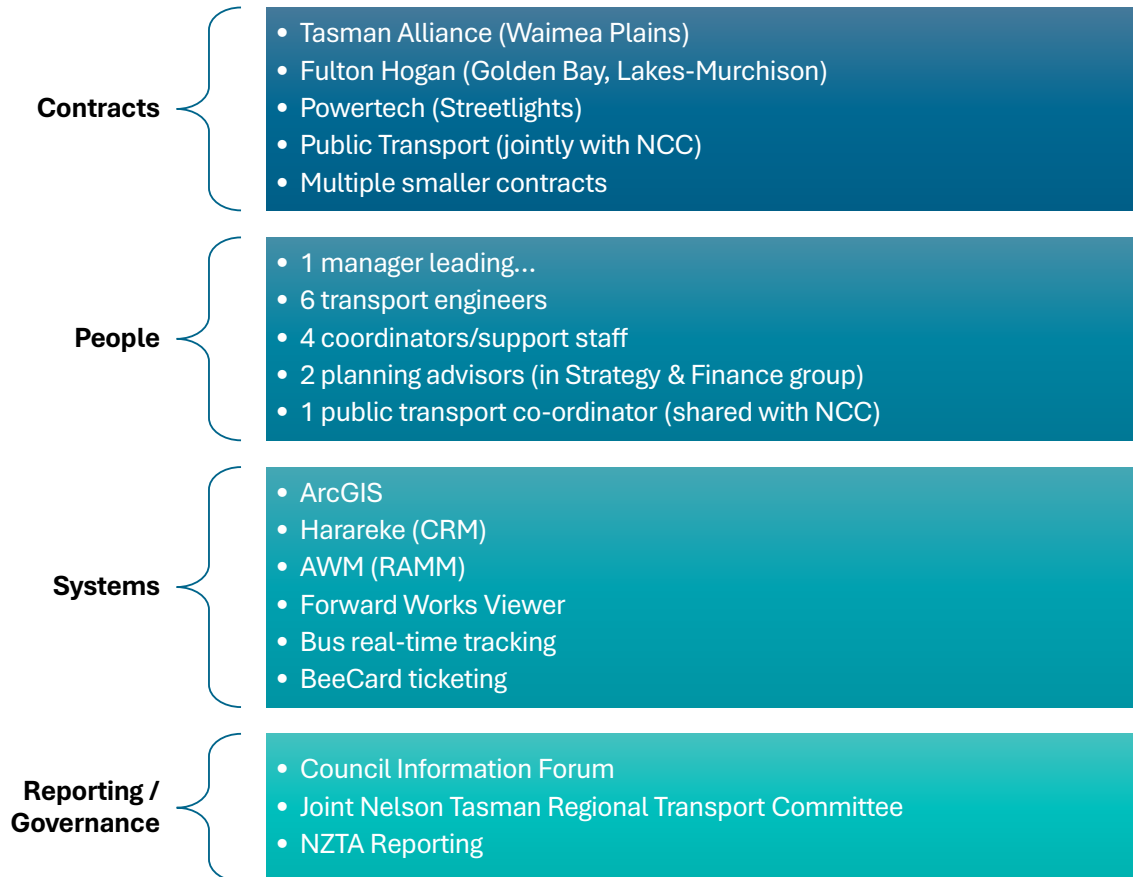 Contracts
• Tasman Alliance (Waimea Plains)
• Fulton Hogan (Golden Bay, Lakes-Murchison)
• Powertech (Streetlights)
• Public Transport (jointly with NCC)
• Multiple smaller contracts
People
• 1 manager leading...
• 6 transport engineers
• 4 coordinators/support staff
• 2 planning advisors (in Strategy & Finance group)
• 1 public transport co-ordinator (shared with NCC)
Systems
• ArcGIS
• Harareke (CRM)
• AWM (RAMM)
• Forward Works Viewer
• Bus real-time tracking
• BeeCard ticketing
Reporting /
Governance
• Council Information Forum
• Joint Nelson Tasman Regional Transport Committee
• NZTA Reporting